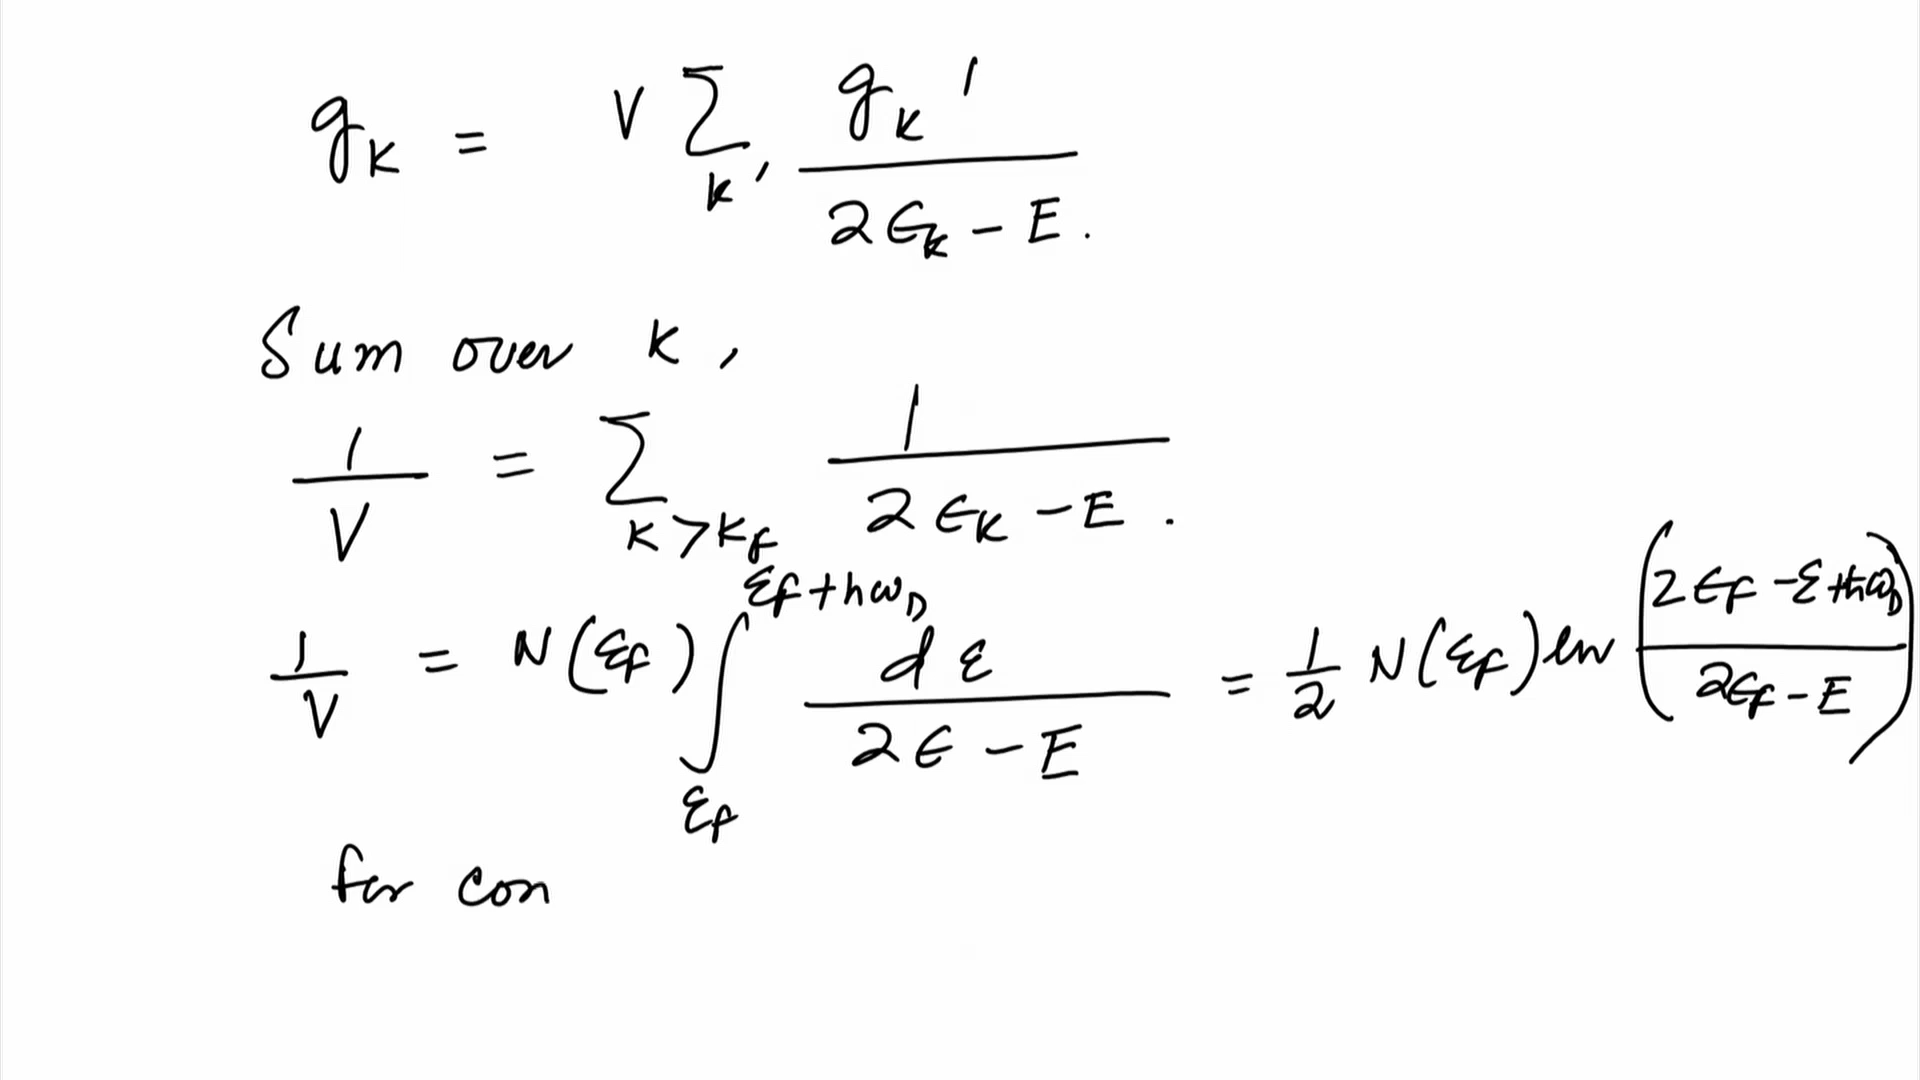 g_k = V Σ_{k'} g_k' / (2ϵ_k − E).
Sum over k,
1/V = Σ_{k>k_f} 1 / (2ϵ_k − E).
1/V = N(ε_f) ∫_{ε_f}^{ε_f+ħω_D} dε / (2ϵ − E) = 1/2 N(ε_f) ln ((2ϵ_f − ε + ħω_D) / (2ϵ_f − E))
for con